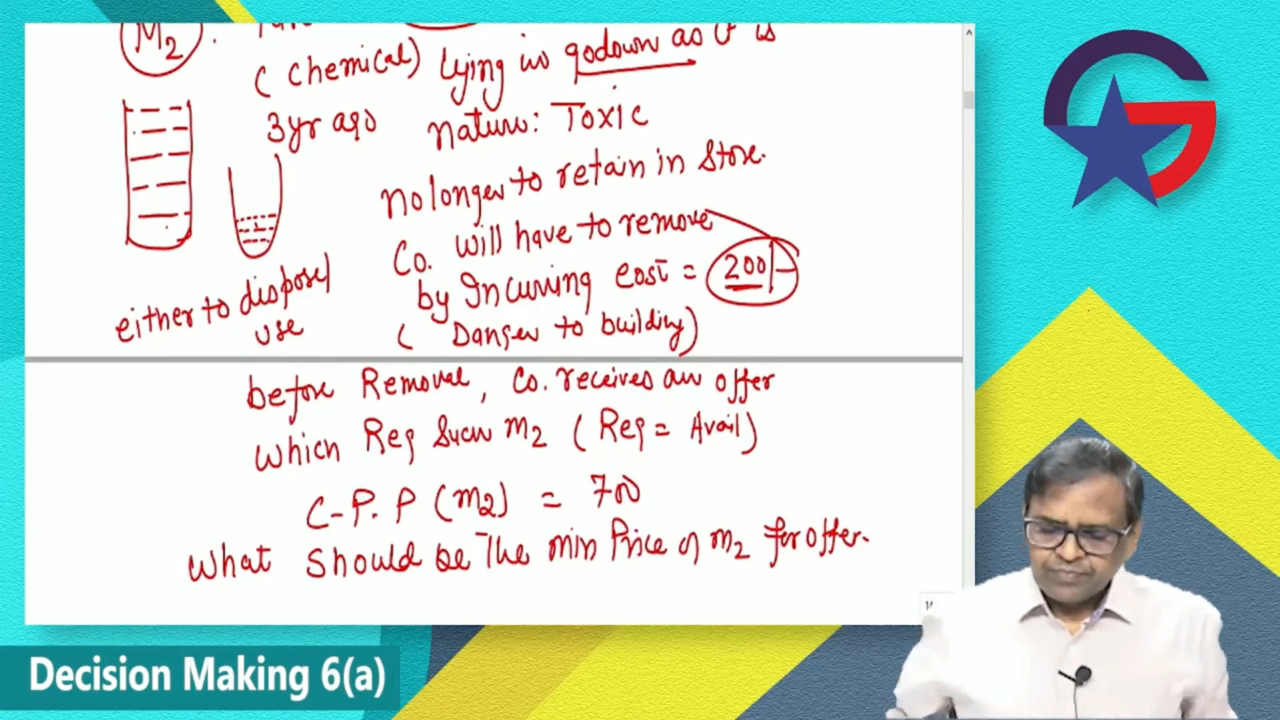 M2.
(Chemical) lying in godown as it is
3yr ago Nature: Toxic
No longer to retain in Store.
Co. will have to remove
by Incurring cost = 200/-
either to dispose/
use
( Danger to building)
before Removal, Co. receives an offer
which Req Such M2 ( Req = Avail)
C-P.P (M2) = 700
What Should be The min Price of M2 for offer.
G
Decision Making 6(a)